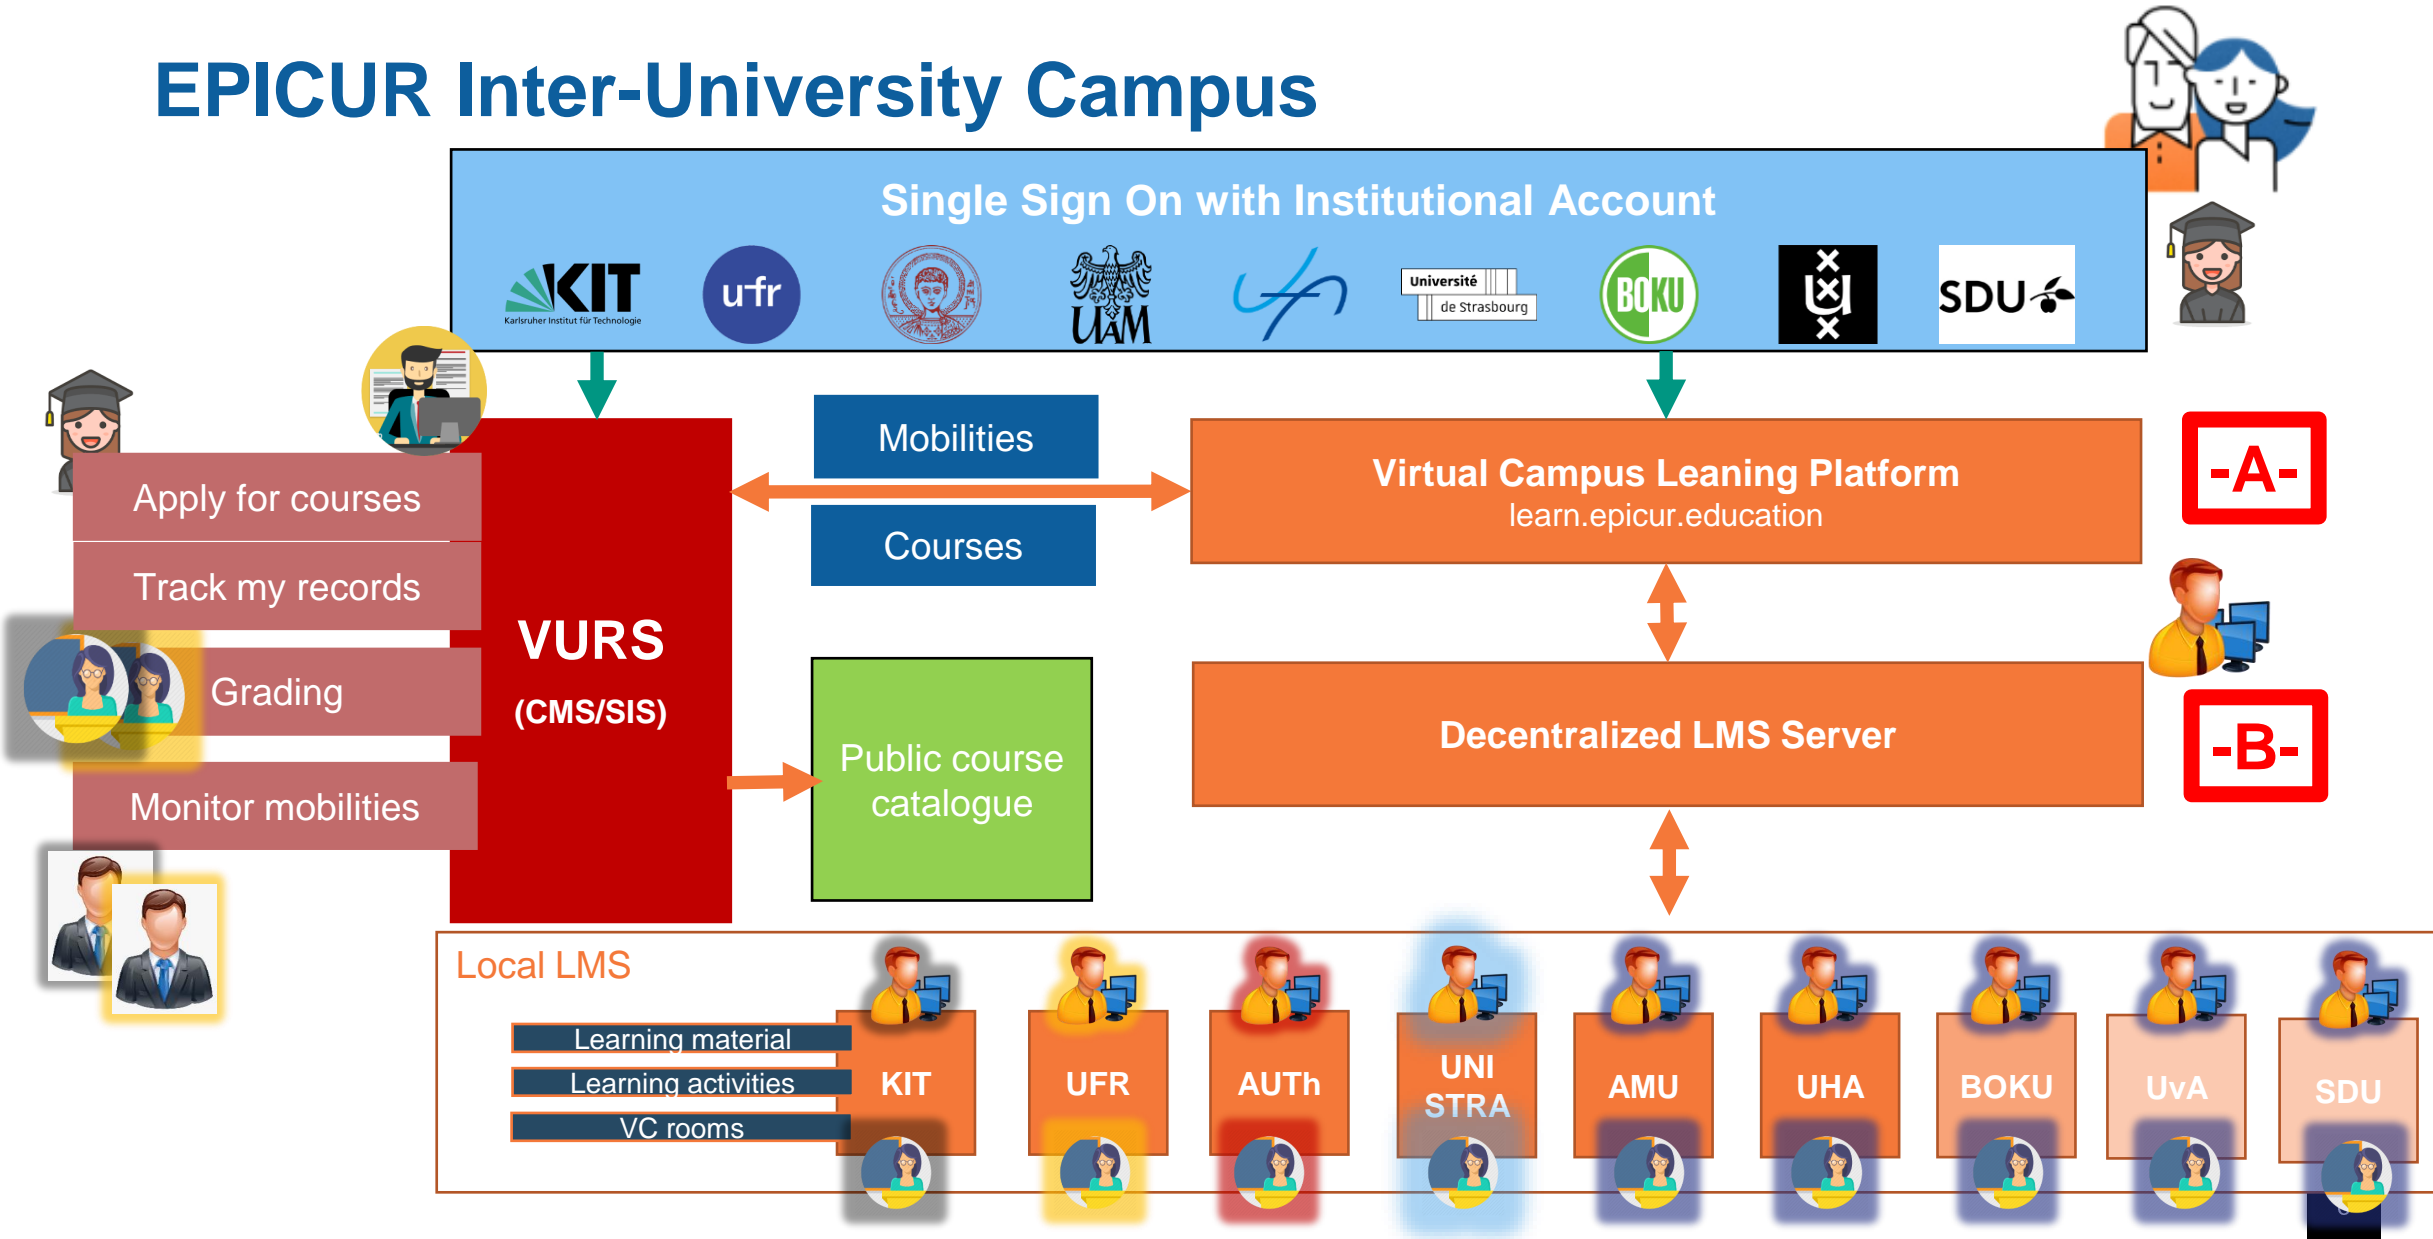 EPICUR Inter-University Campus
Single Sign On with Institutional Account
KIT
Karlsruher Institut für Technologie
ufr
UAM
Université
de Strasbourg
BOKU
SDU
Apply for courses
Track my records
Grading
Monitor mobilities
VURS
(CMS/SIS)
Mobilities
Courses
Public course
catalogue
Virtual Campus Leaning Platform
learn.epicur.education
-A-
Decentralized LMS Server
-B-
Local LMS
Learning material
Learning activities
VC rooms
KIT
UFR
AUTh
UNI
STRA
AMU
UHA
BOKU
UvA
SDU